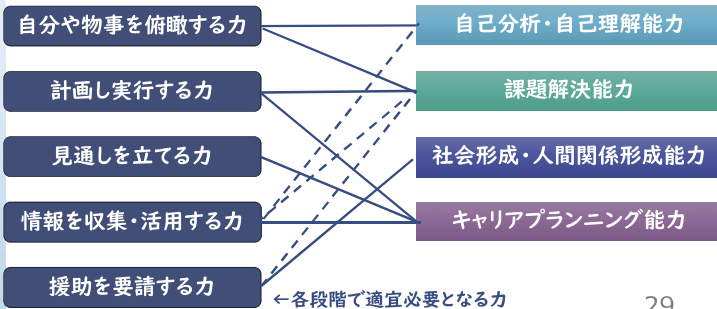 自分や物事を俯瞰する力
自己分析・自己理解能力
計画し実行する力
課題解決能力
見通しを立てる力
社会形成・人間関係形成能力
情報を収集・活用する力
キャリアプランニング能力
援助を要請する力
←各段階で適宜必要となる力
29